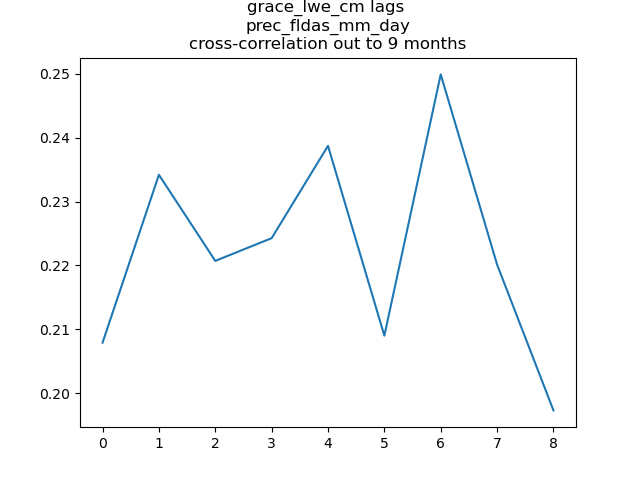 grace_lwe_cm lags
prec_fldas_mm_day
cross-correlation out to 9 months
0.25
0.24
0.23
0.22
0.21
0.20
0 1 2 3 4 5 6 7 8